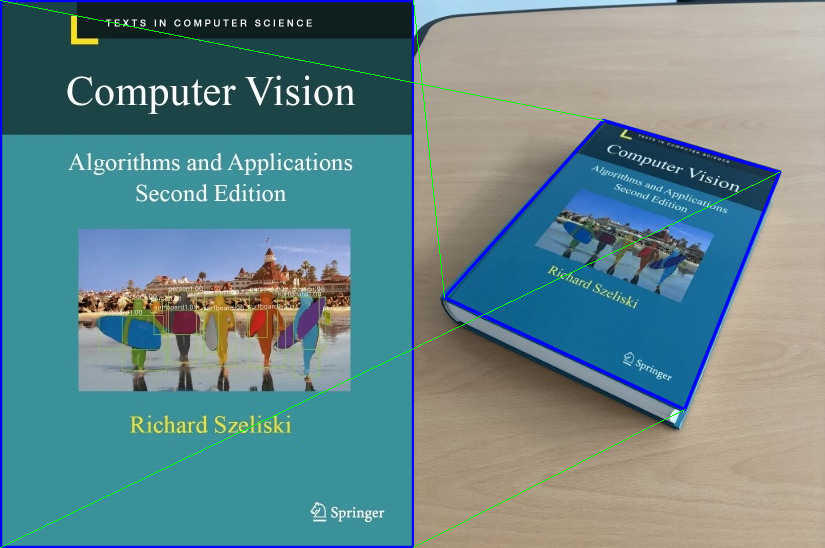 TEXTS IN COMPUTER SCIENCE
Computer Vision
Algorithms and Applications
Second Edition
Richard Szeliski
Springer
TEXTS IN COMPUTER SCIENCE
Computer Vision
Algorithms and Applications
Second Edition
Richard Szeliski
Springer